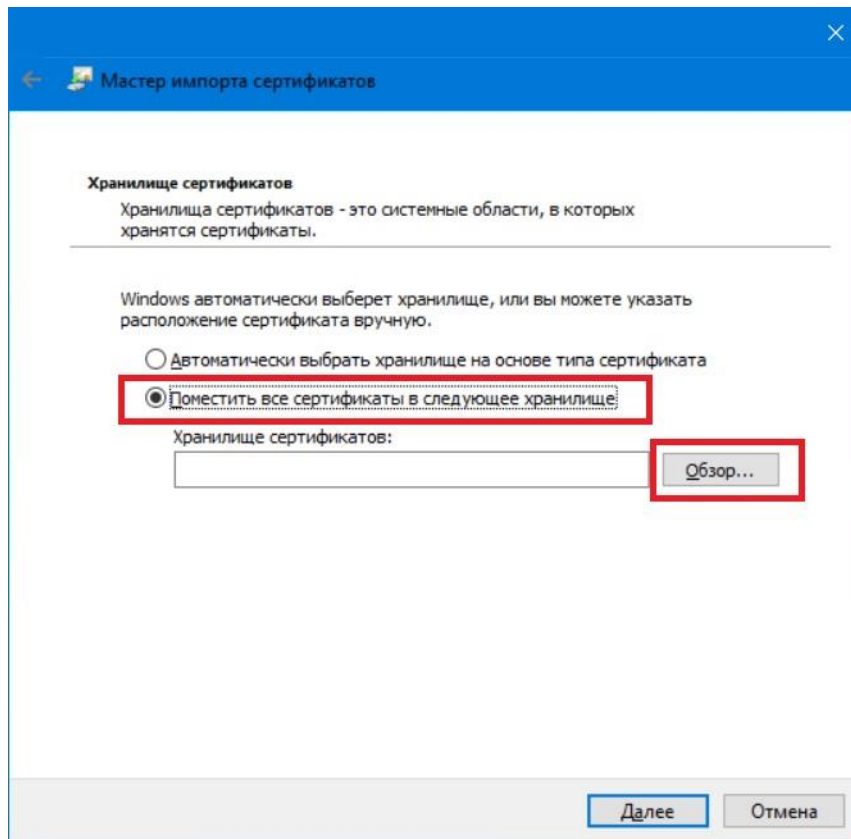 Мастер импорта сертификатов
Хранилище сертификатов
Хранилища сертификатов - это системные области, в которых
хранятся сертификаты.
Windows автоматически выберет хранилище, или вы можете указать
расположение сертификата вручную.
Автоматически выбрать хранилище на основе типа сертификата
Поместить все сертификаты в следующее хранилище
Хранилище сертификатов:
Обзор...
Далее Отмена